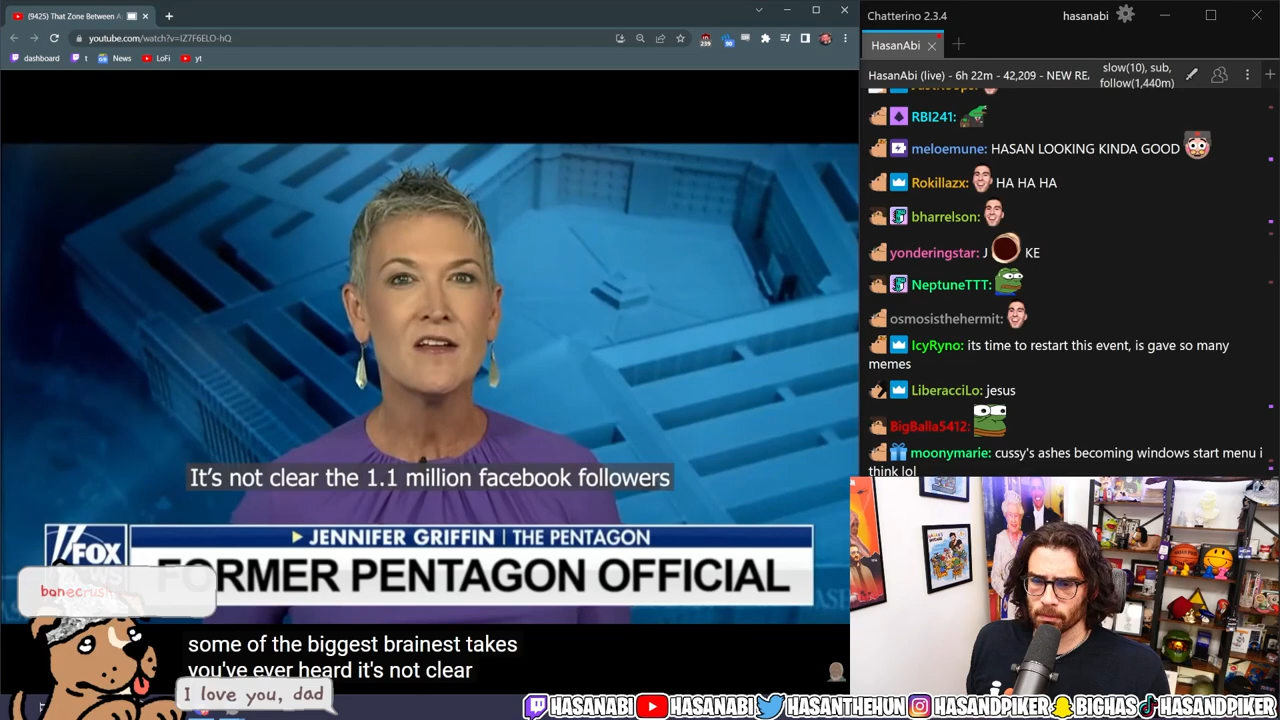 (9425) That Zone Between A
youtube.com/watch?v=IZ7F6ELO-hQ
239
90
dashboard
t
News
LoFi
yt
It's not clear the 1.1 million facebook followers
JENNIFER GRIFFIN | THE PENTAGON
FOX
NEWS
FORMER PENTAGON OFFICIAL
banecrush
some of the biggest brainest takes
you've ever heard it's not clear
I love you, dad
Chatterino 2.3.4
hasanabi
HasanAbi
HasanAbi (live) - 6h 22m - 42,209 - NEW RE
slow(10), sub,
follow(1,440m)
RBI241:
meloemune: HASAN LOOKING KINDA GOOD
Rokillazx: HA HA HA
bharrelson:
yonderingstar: J KE
NeptuneTTT:
osmosisthehermit:
IcyRyno: its time to restart this event, is gave so many
memes
LiberacciLo: jesus
BigBalla5412:
moonymarie: cussy's ashes becoming windows start menu i
think lol
HASANABI HASANABI HASANTHEHUN HASANDPIKER BIGHAS HASANDPIKER